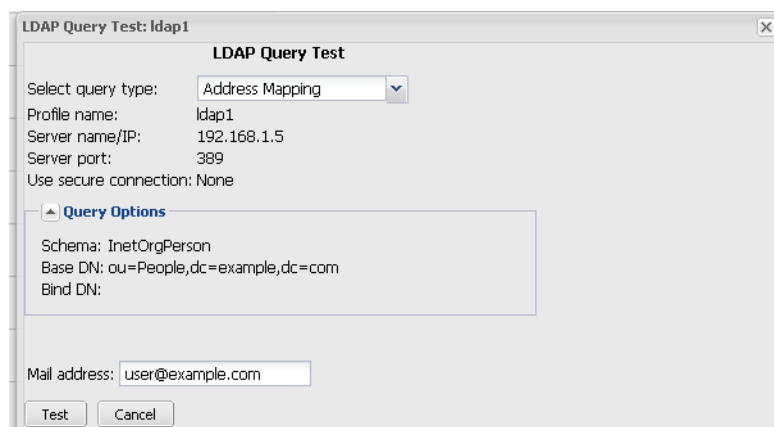 LDAP Query Test: ldap1
LDAP Query Test
Select query type: Address Mapping
Profile name: ldap1
Server name/IP: 192.168.1.5
Server port: 389
Use secure connection: None
Query Options
Schema: InetOrgPerson
Base DN: ou=People,dc=example,dc=com
Bind DN:
Mail address: user@example.com
Test Cancel